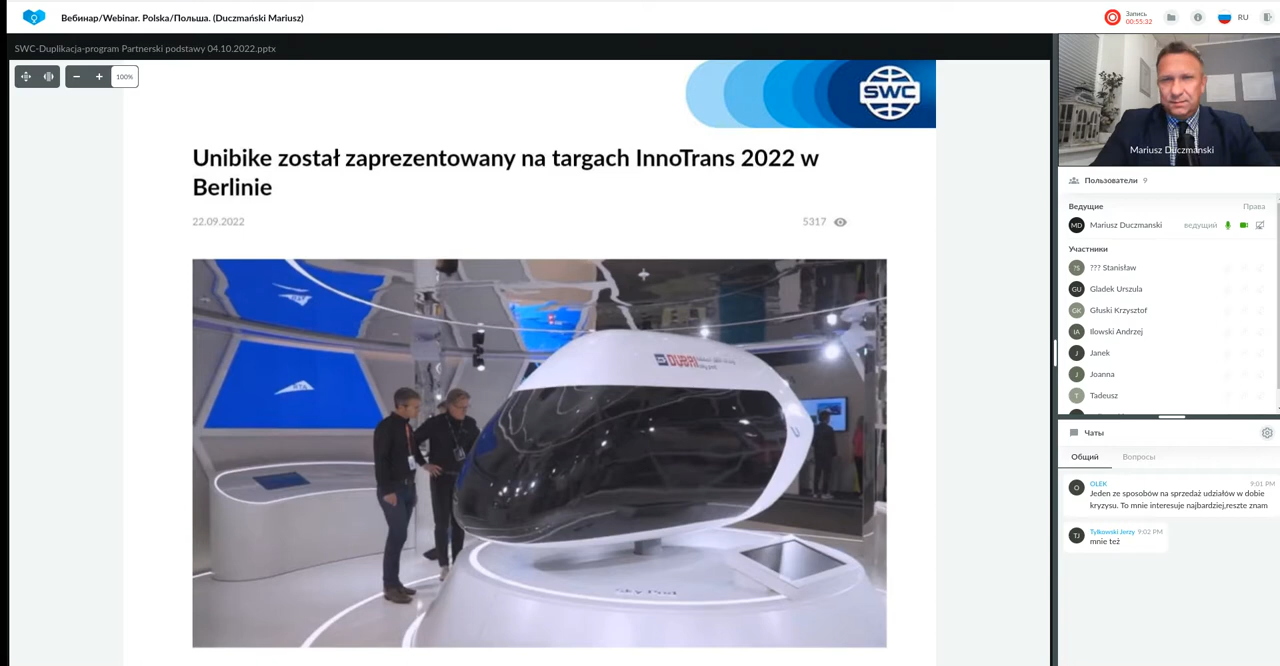 Вебинар/Webinar. Polska/Польша. (Duczmański Mariusz)
Запись
00:55:32
RU
SWC-Duplikacja-program Partnerski podstawy 04.10.2022.pptx
100%
SWC
Unibike został zaprezentowany na targach InnoTrans 2022 w
Berlinie
22.09.2022
5317
DUBAI
Mariusz Duczmanski
Пользователи 9
Ведущие Права
MD Mariusz Duczmanski ведущий
Участники
?S ??? Stanisław
GU Gladek Urszula
GK Głuski Krzysztof
IA Ilowski Andrzej
J Janek
J Joanna
T Tadeusz
Чаты
Общий Вопросы
O OLEK 9:01 PM
Jeden ze sposobów na sprzedaż udziałów w dobie
kryzysu. To mnie interesuje najbardziej,reszte znam
TJ Tylkowski Jerzy 9:02 PM
mnie też